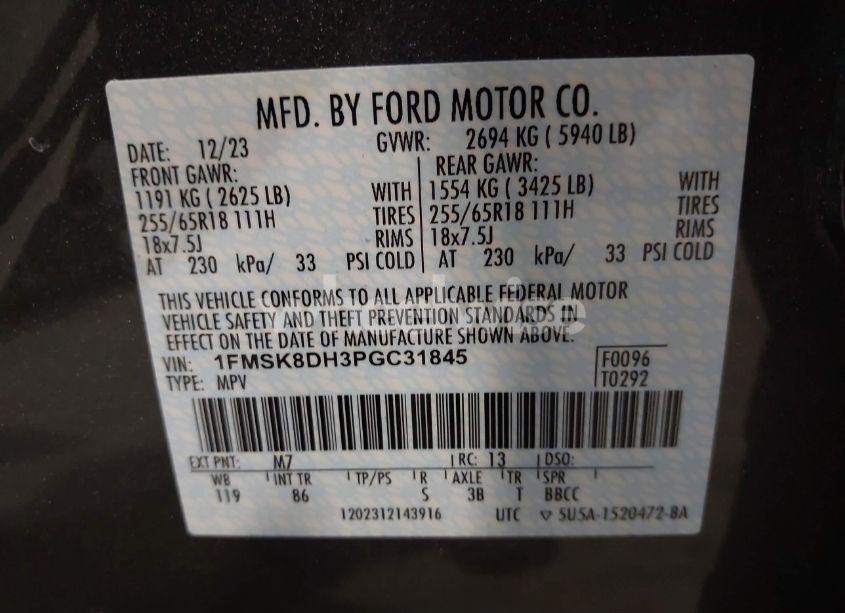 MFD. BY FORD MOTOR CO.
DATE: 12/23 GVWR: 2694 KG ( 5940 LB)
FRONT GAWR: REAR GAWR:
1191 KG ( 2625 LB) WITH 1554 KG ( 3425 LB) WITH
255/65R18 111H TIRES 255/65R18 111H TIRES
18x7.5J RIMS 18x7.5J RIMS
AT 230 kPa/ 33 PSI COLD AT 230 kPa/ 33 PSI COLD
THIS VEHICLE CONFORMS TO ALL APPLICABLE FEDERAL MOTOR
VEHICLE SAFETY AND THEFT PREVENTION STANDARDS IN
EFFECT ON THE DATE OF MANUFACTURE SHOWN ABOVE.
VIN: 1FMSK8DH3PGC31845 F0096
TYPE: MPV T0292
EXT PNT: M7 RC: 13 DSO:
WB INT TR TP/PS R AXLE TR SPR
119 86 S 3B T BBCC
1202312143916 UTC ▽ SU5A-1520472-BA